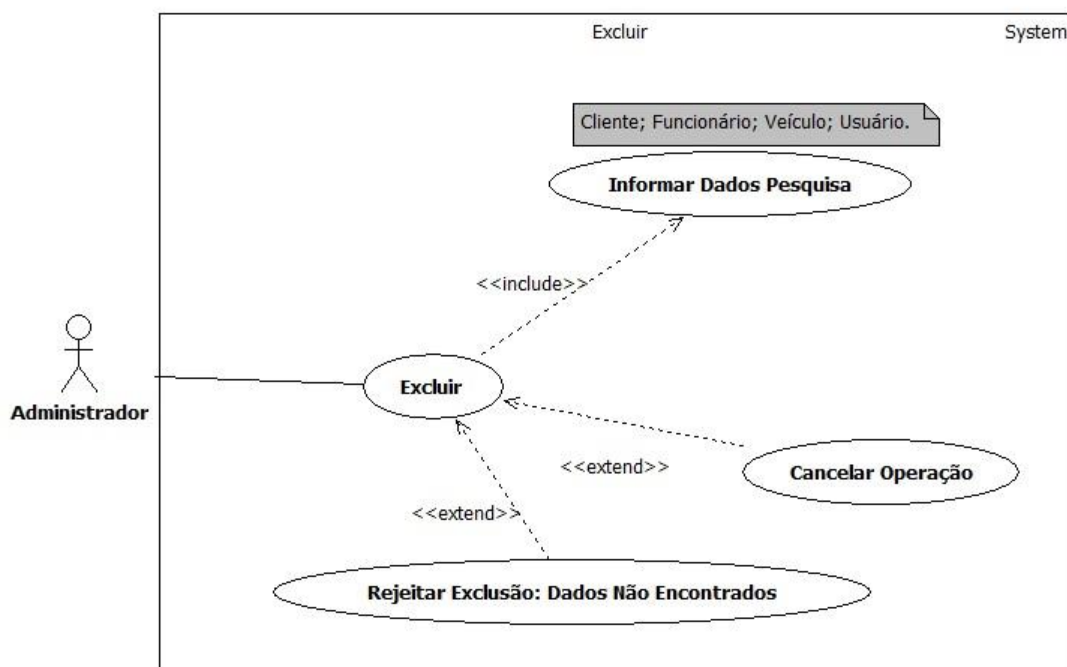 Excluir
System
Cliente; Funcionário; Veículo; Usuário.
Informar Dados Pesquisa
<<include>>
Excluir
Administrador
<<extend>>
Cancelar Operação
<<extend>>
Rejeitar Exclusão: Dados Não Encontrados